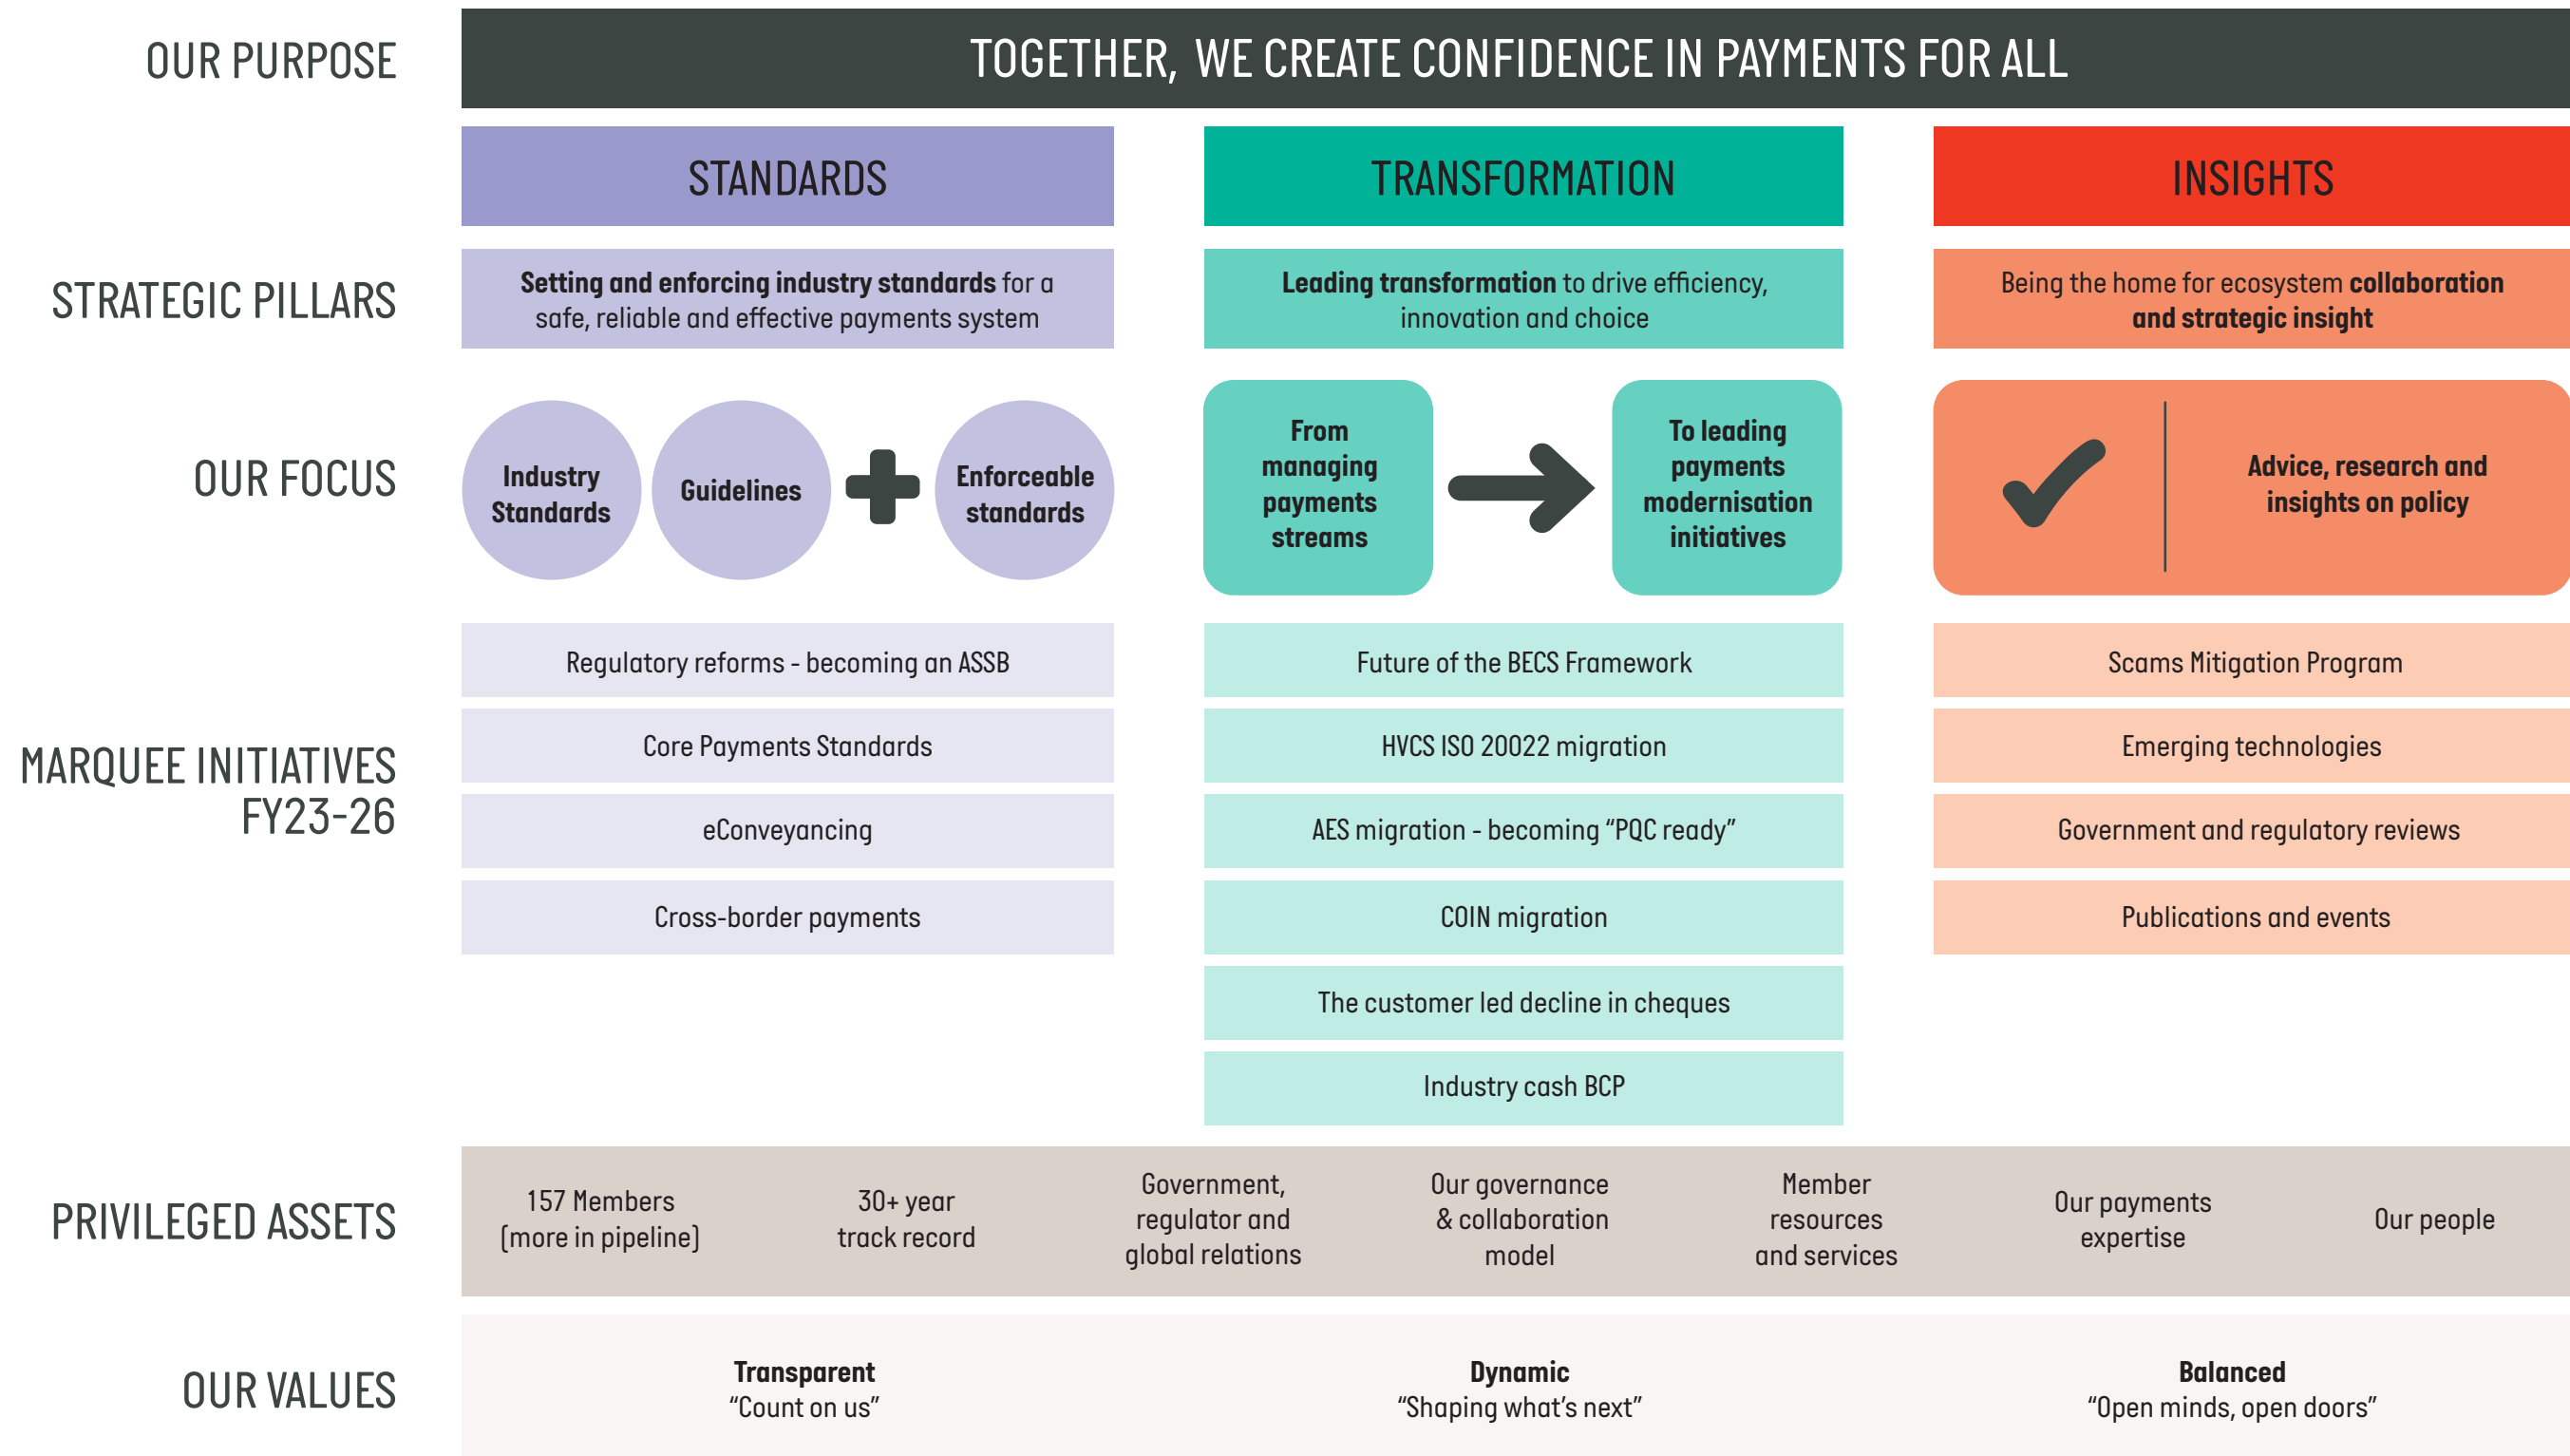 OUR PURPOSE
TOGETHER, WE CREATE CONFIDENCE IN PAYMENTS FOR ALL
STANDARDS
TRANSFORMATION
INSIGHTS
STRATEGIC PILLARS
Setting and enforcing industry standards for a
safe, reliable and effective payments system
Leading transformation to drive efficiency,
innovation and choice
Being the home for ecosystem collaboration
and strategic insight
OUR FOCUS
Industry
Standards
Guidelines
Enforceable
standards
From
managing
payments
streams
To leading
payments
modernisation
initiatives
Advice, research and
insights on policy
MARQUEE INITIATIVES
FY23-26
Regulatory reforms - becoming an ASSB
Core Payments Standards
eConveyancing
Cross-border payments
Future of the BECS Framework
HVCS ISO 20022 migration
AES migration - becoming “PQC ready”
COIN migration
The customer led decline in cheques
Industry cash BCP
Scams Mitigation Program
Emerging technologies
Government and regulatory reviews
Publications and events
PRIVILEGED ASSETS
157 Members
(more in pipeline)
30+ year
track record
Government,
regulator and
global relations
Our governance
& collaboration
model
Member
resources
and services
Our payments
expertise
Our people
OUR VALUES
Transparent
“Count on us”
Dynamic
“Shaping what’s next”
Balanced
“Open minds, open doors”